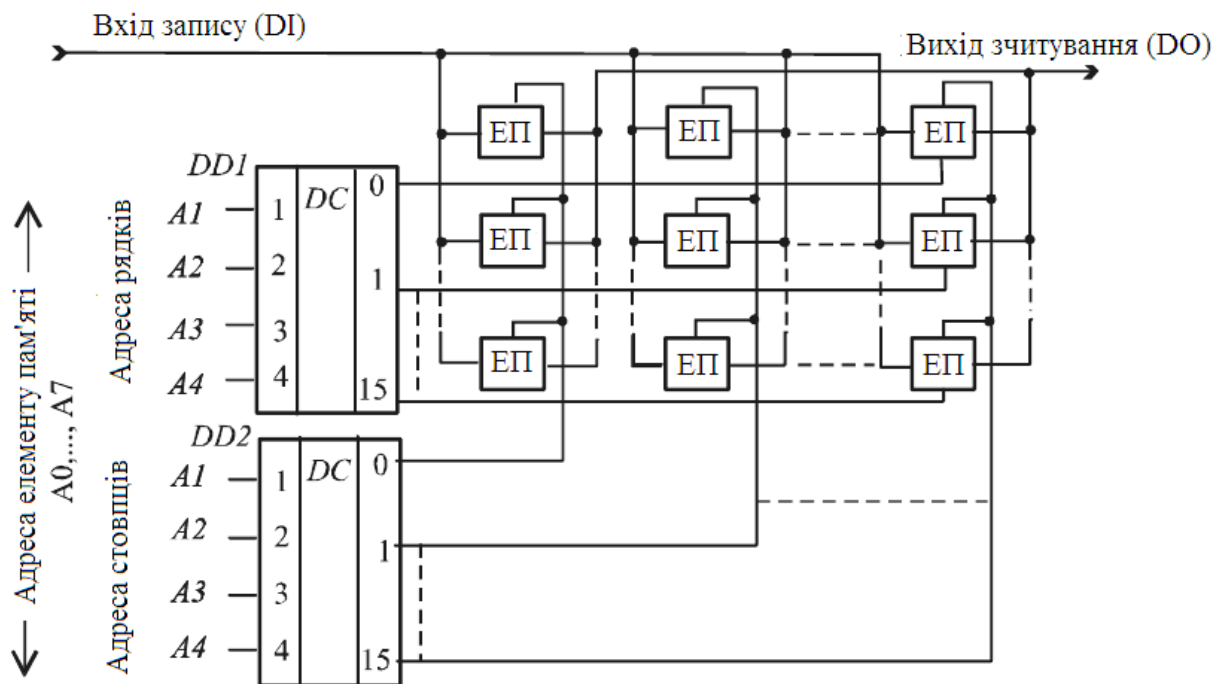 Вхід запису (DI)
Вихід зчитування (DO)
ЕП ЕП ЕП
DD1
DC
0
A1 1
ЕП ЕП ЕП
A2 2
1
A3 3
ЕП ЕП ЕП
A4 4
15
Адреса рядків
Адреса елементу пам'яті
A0,..., A7
DD2
DC
0
A1 1
A2 2
1
A3 3
A4 4
15
Адреса стовпців